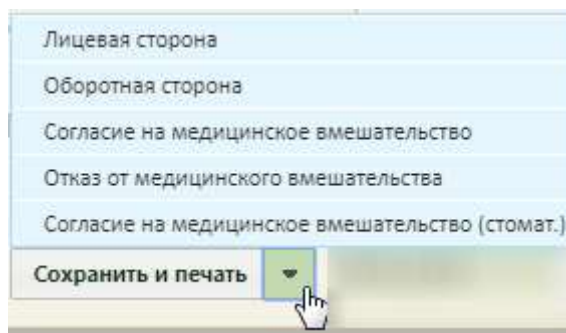 Лицевая сторона
Оборотная сторона
Согласие на медицинское вмешательство
Отказ от медицинского вмешательства
Согласие на медицинское вмешательство (стомат.)
Сохранить и печать